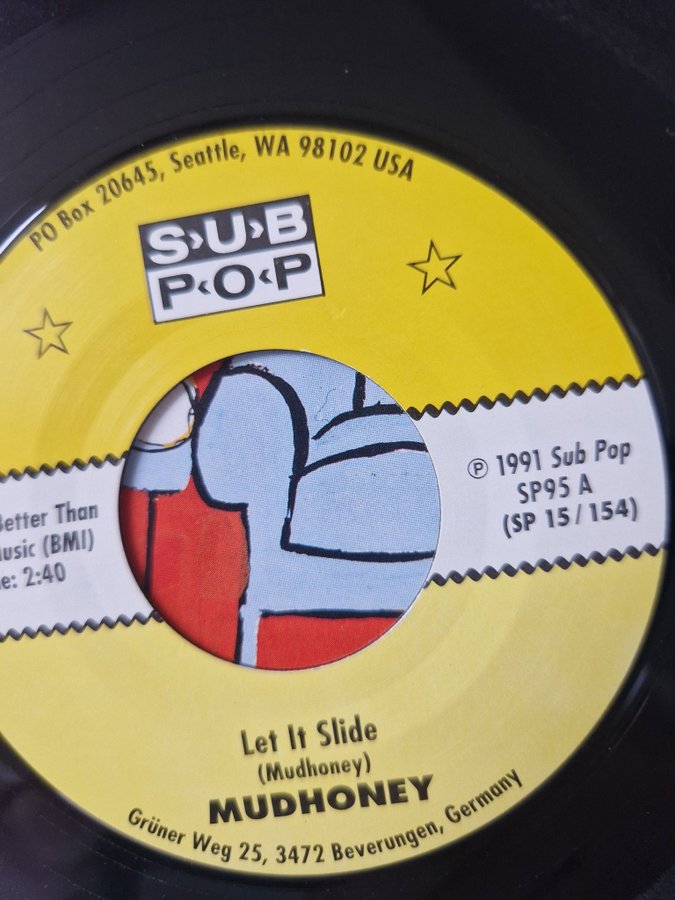 PO Box 20645, Seattle, WA 98102 USA
S›U›B
P‹O‹P
Better Than
Music (BMI)
2:40
℗ 1991 Sub Pop
SP95 A
(SP 15/154)
Let It Slide
(Mudhoney)
MUDHONEY
Grüner Weg 25, 3472 Beverungen, Germany